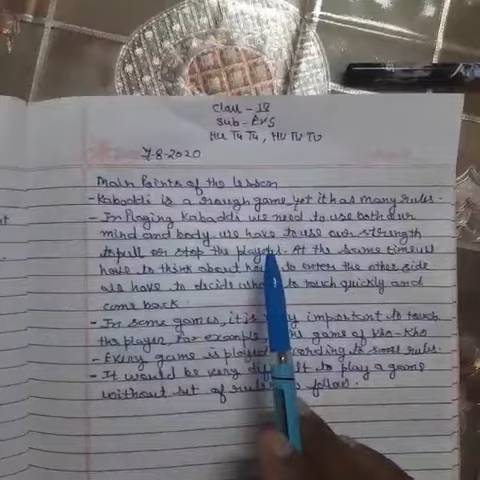 Class - IV
Sub - EVS
Hu Tu Tu, Hu Tu Tu
7-8-2020
Main Points of the lesson
- Kabaddi is a rough game yet it has many rules.
- In Playing Kabaddi we need to use both our
mind and body we have to use our strength
to pull or stop the players. At the same time we
have to think about how to enter the other side
we have to decide to touch quickly and
come back.
- In some games, it is very important to touch
the player, For example, game of Kho-Kho
- Every game is played according to some rules.
- It would be very difficult to play a game
without set of rules to follow.